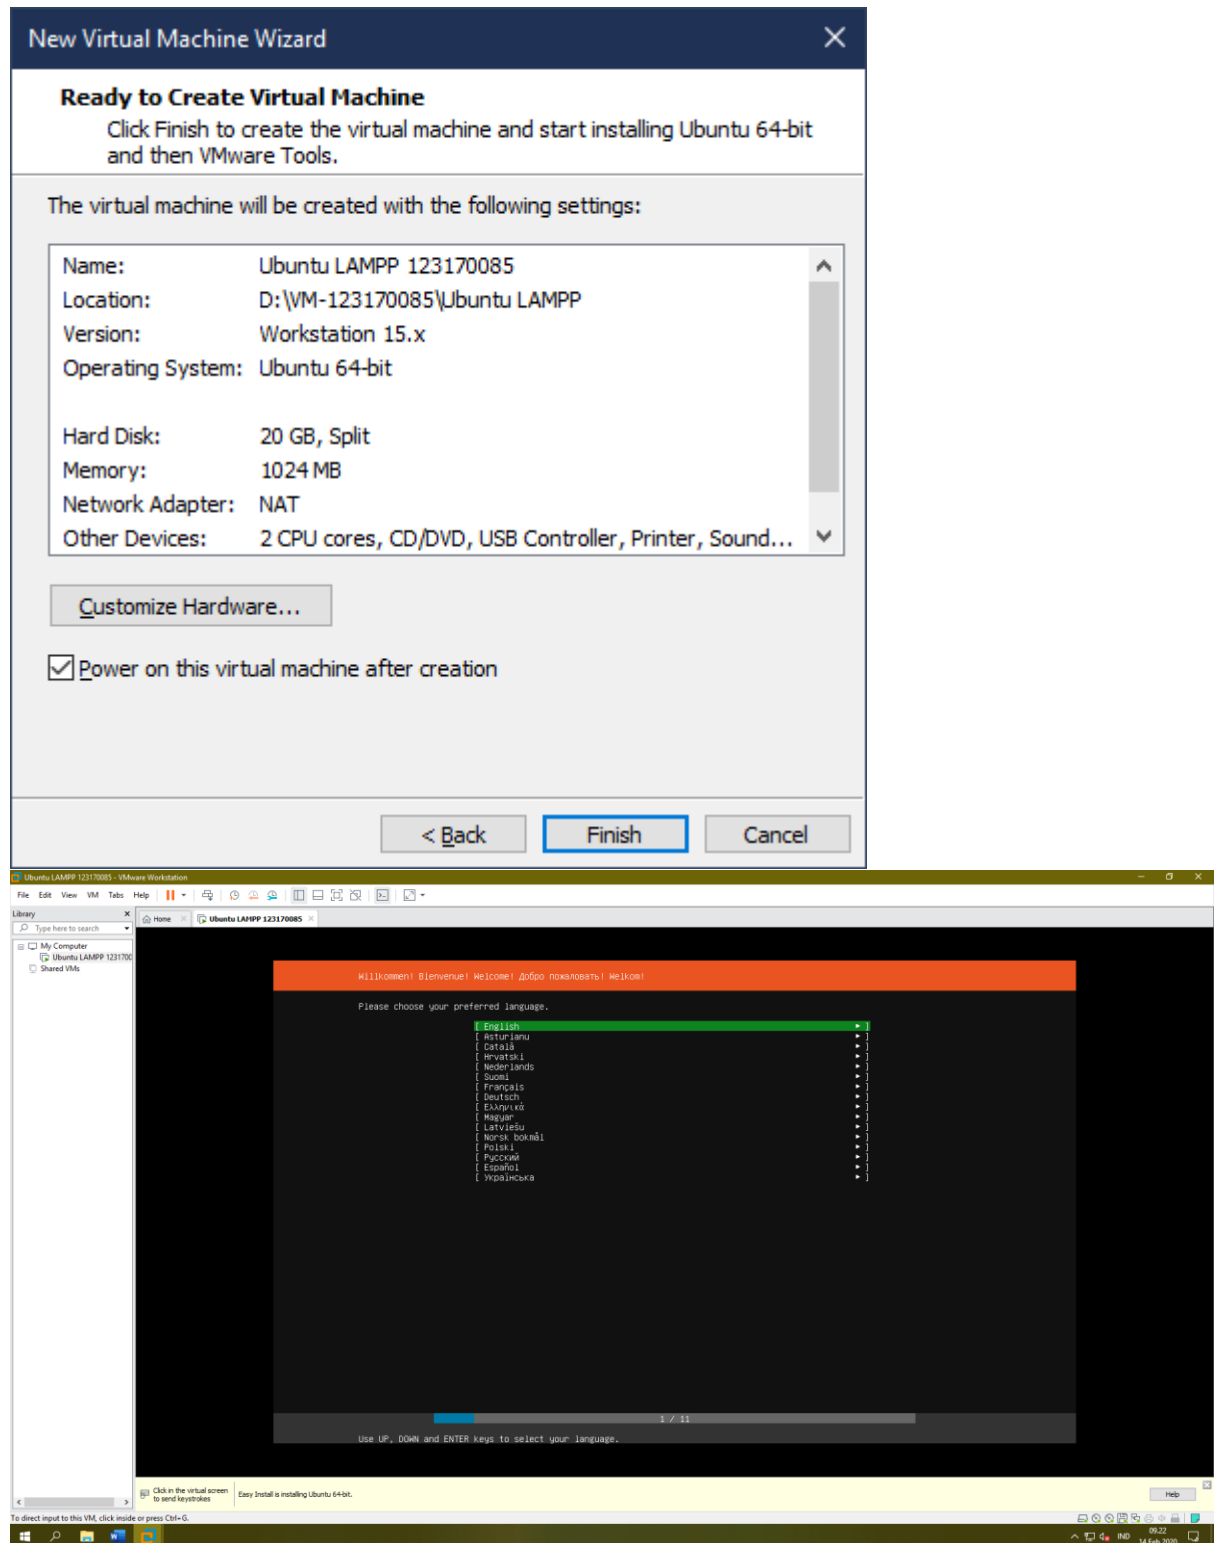 New Virtual Machine Wizard
Ready to Create Virtual Machine
Click Finish to create the virtual machine and start installing Ubuntu 64-bit
and then VMware Tools.
The virtual machine will be created with the following settings:
Name: Ubuntu LAMPP 123170085
Location: D:\VM-123170085\Ubuntu LAMPP
Version: Workstation 15.x
Operating System: Ubuntu 64-bit
Hard Disk: 20 GB, Split
Memory: 1024 MB
Network Adapter: NAT
Other Devices: 2 CPU cores, CD/DVD, USB Controller, Printer, Sound...
Customize Hardware...
Power on this virtual machine after creation
< Back Finish Cancel
Ubuntu LAMPP 123170085 - VMware Workstation
File Edit View VM Tabs Help
Library
Home Ubuntu LAMPP 123170085
Type here to search
My Computer
Ubuntu LAMPP 123170
Shared VMs
Willkommen! Bienvenue! Welcome! Добро пожаловать! Welkom!
Please choose your preferred language.
[ English ► ]
[ Asturianu ► ]
[ Català ► ]
[ Hrvatski ► ]
[ Nederlands ► ]
[ Suomi ► ]
[ Français ► ]
[ Deutsch ► ]
[ Ελληνικά ► ]
[ Magyar ► ]
[ Latviešu ► ]
[ Norsk bokmål ► ]
[ Polski ► ]
[ Русский ► ]
[ Español ► ]
[ Українська ► ]
1 / 11
Use UP, DOWN and ENTER keys to select your language.
Click in the virtual screen
to send keystrokes
Easy Install is installing Ubuntu 64-bit.
Help
To direct input to this VM, click inside or press Ctrl+G.
IND
09.22
14 Feb 2020